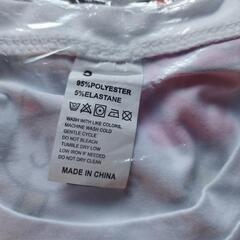 S
95%POLYESTER
5%ELASTANE
WASH WITH LIKE COLORS.
MACHINE WASH COLD
GENTLE CYCLE
DO NOT BLEACH
TUMBLE DRY LOW
LOW IRON IF NEEDED
DO NOT DRY CLEAN
MADE IN CHINA